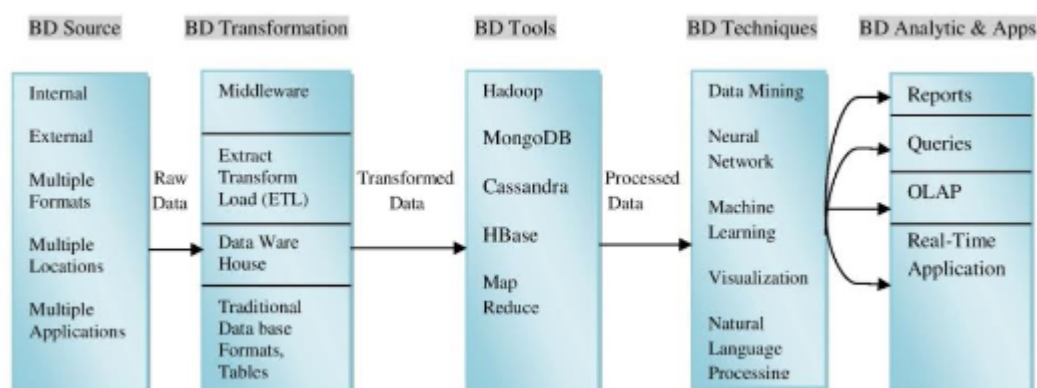 BD Source
BD Transformation
BD Tools
BD Techniques
BD Analytic & Apps
Internal
External
Multiple
Formats
Multiple
Locations
Multiple
Applications
Raw
Data
Middleware
Extract
Transform
Load (ETL)
Data Ware
House
Traditional
Data base
Formats,
Tables
Transformed
Data
Hadoop
MongoDB
Cassandra
HBase
Map
Reduce
Processed
Data
Data Mining
Neural
Network
Machine
Learning
Visualization
Natural
Language
Processing
Reports
Queries
OLAP
Real-Time
Application